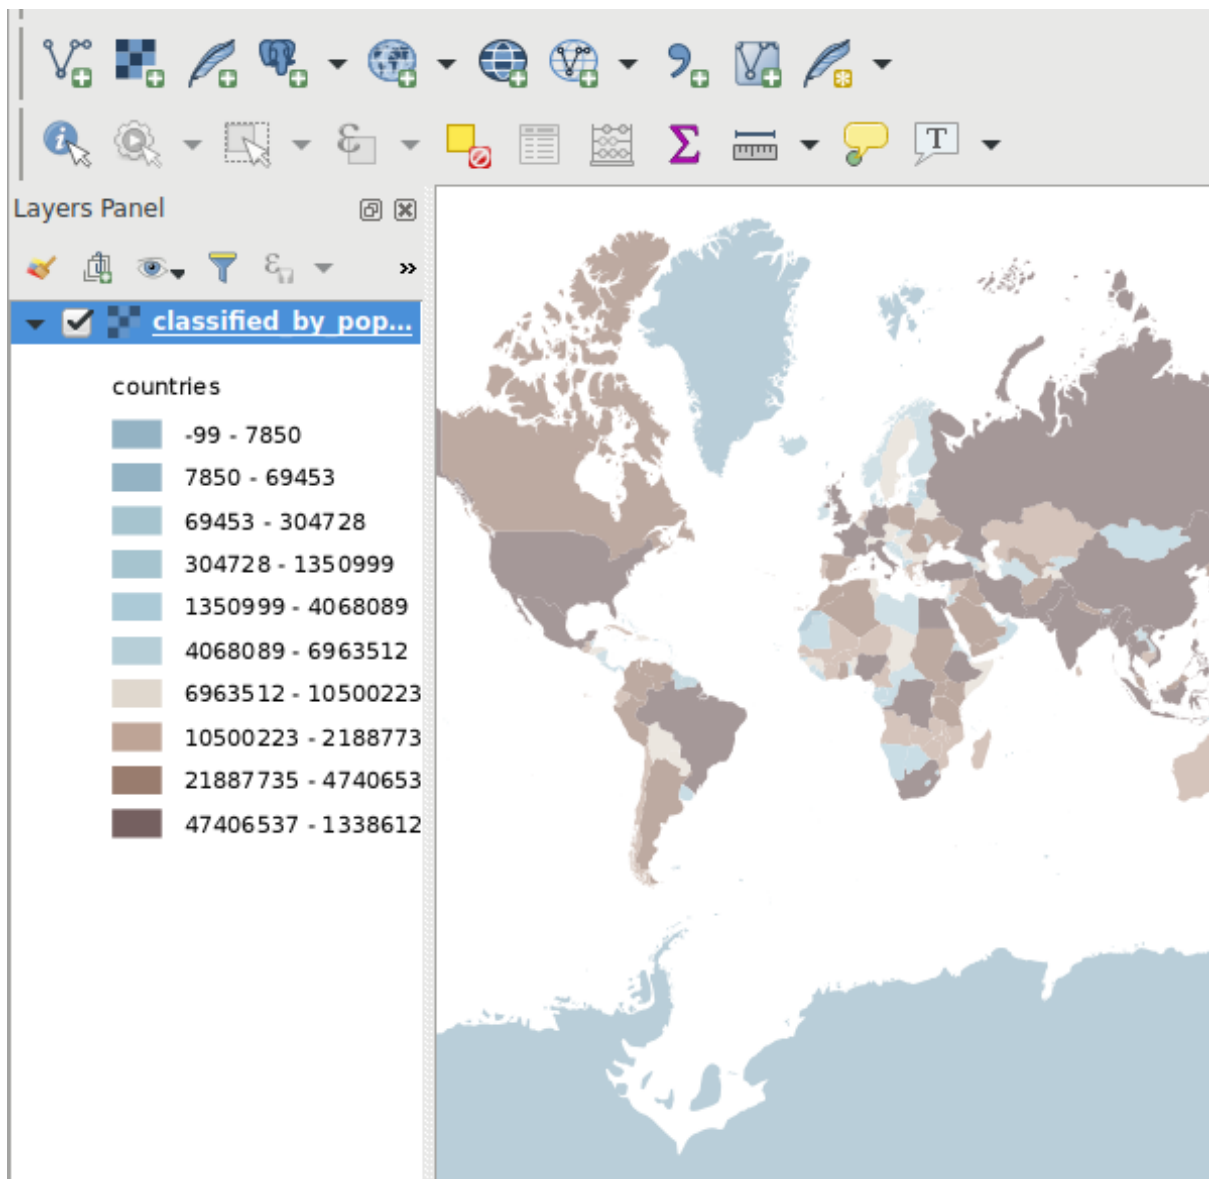 T
Layers Panel
classified_by_pop...
countries
-99 - 7850
7850 - 69453
69453 - 304728
304728 - 1350999
1350999 - 4068089
4068089 - 6963512
6963512 - 10500223
10500223 - 2188773
21887735 - 4740653
47406537 - 1338612